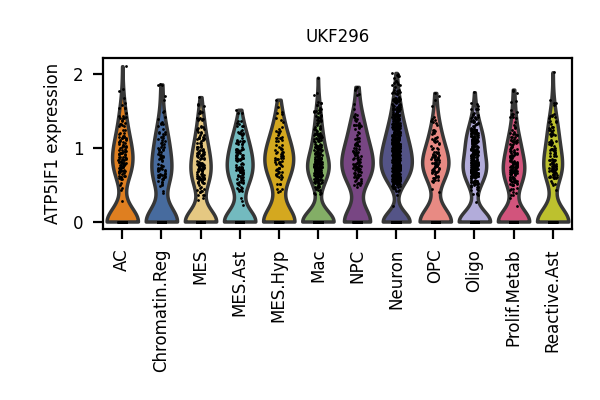 UKF296
ATP5IF1 expression
2
1
0
AC
Chromatin.Reg
MES
MES.Ast
MES.Hyp
Mac
NPC
Neuron
OPC
Oligo
Prolif.Metab
Reactive.Ast